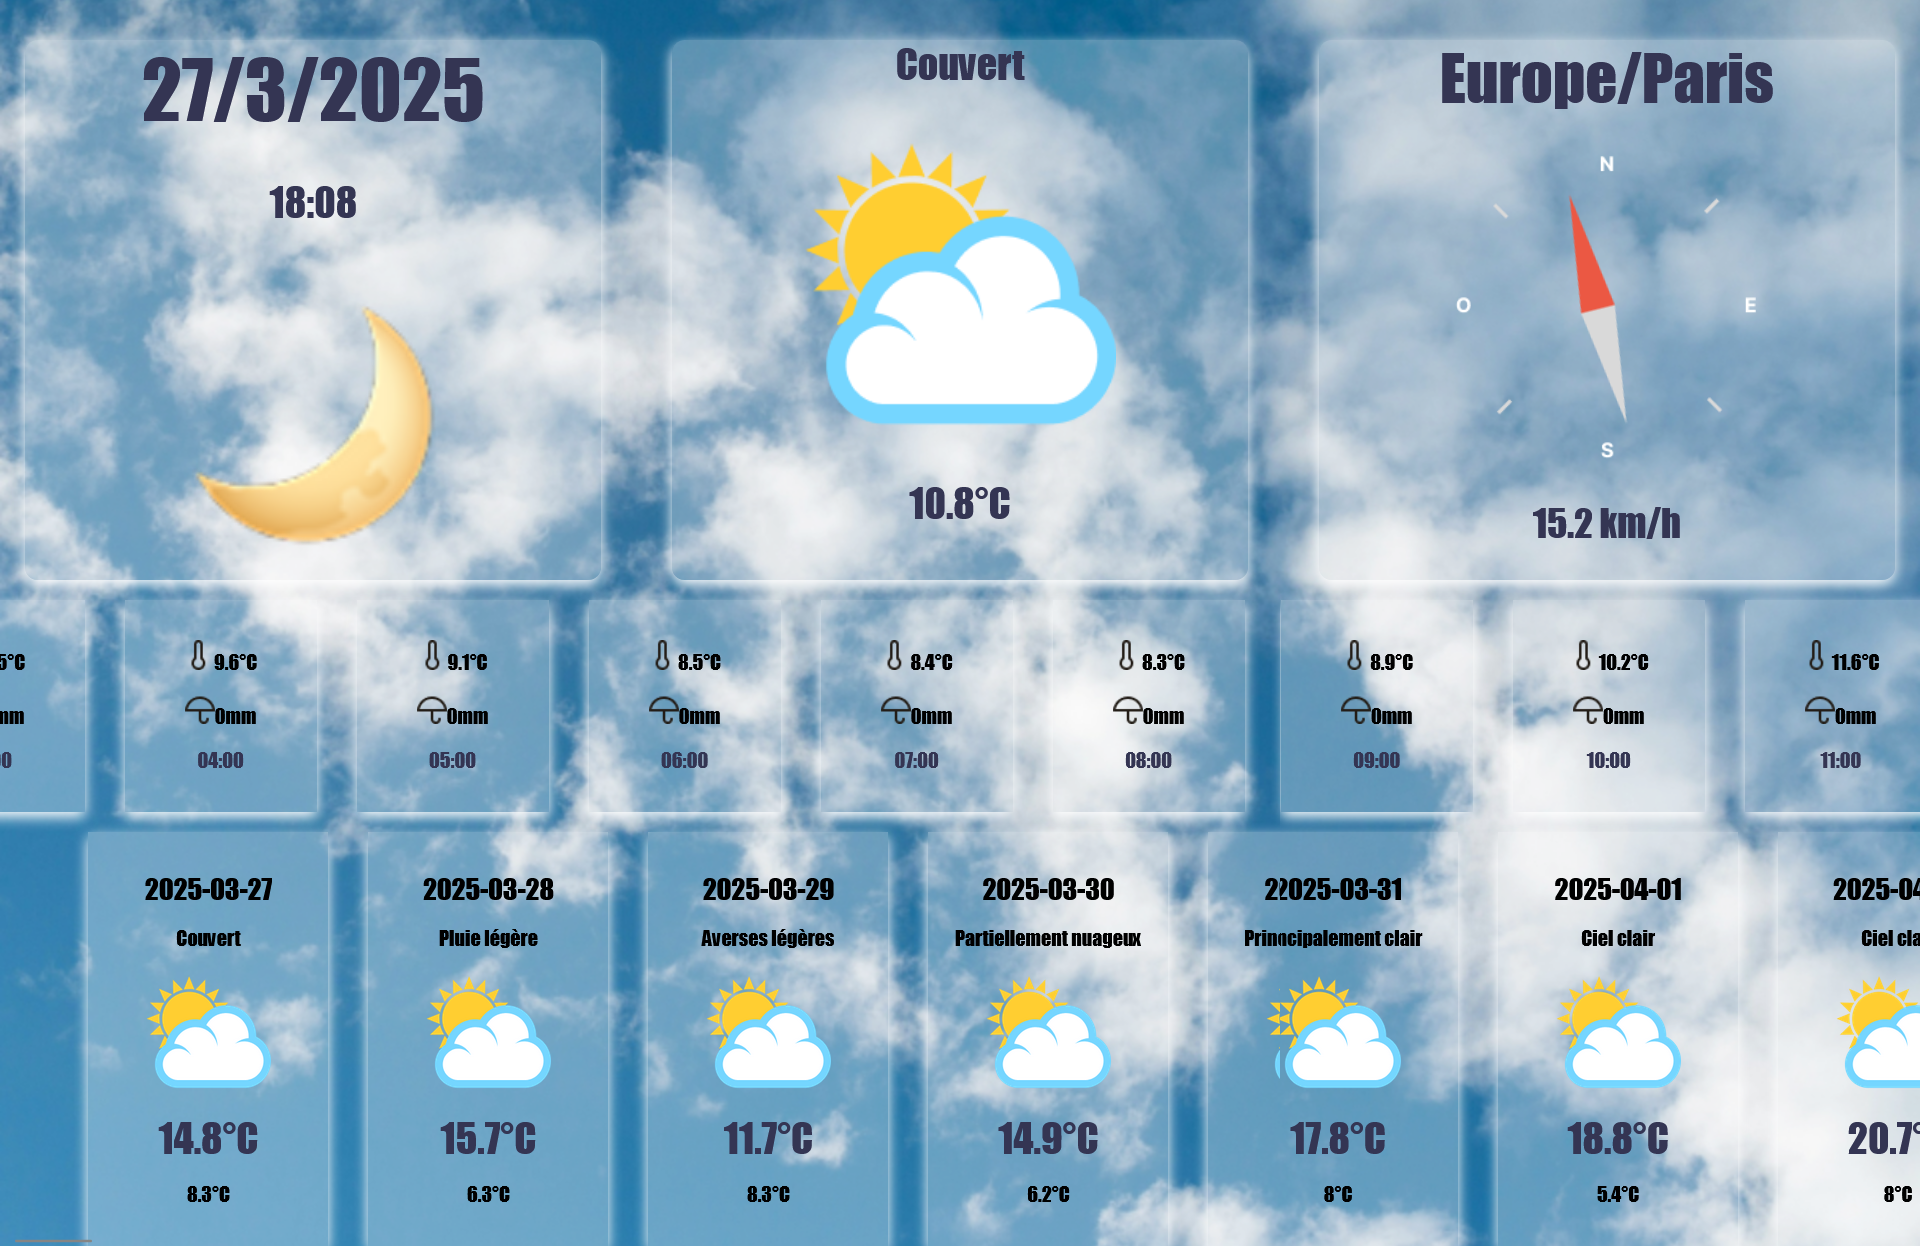 27/3/2025
18:08
Couvert
10.8°C
Europe/Paris
N
O
E
S
15.2 km/h
5°C
mm
0
9.6°C
0mm
04:00
9.1°C
0mm
05:00
8.5°C
0mm
06:00
8.4°C
0mm
07:00
8.3°C
0mm
08:00
8.9°C
0mm
09:00
10.2°C
0mm
10:00
11.6°C
0mm
11:00
2025-03-27
Couvert
14.8°C
8.3°C
2025-03-28
Pluie légère
15.7°C
6.3°C
2025-03-29
Averses légères
11.7°C
8.3°C
2025-03-30
Partiellement nuageux
14.9°C
6.2°C
2025-03-31
Principalement clair
17.8°C
8°C
2025-04-01
Ciel clair
18.8°C
5.4°C
2025-04
Ciel cla
20.7°
8°C